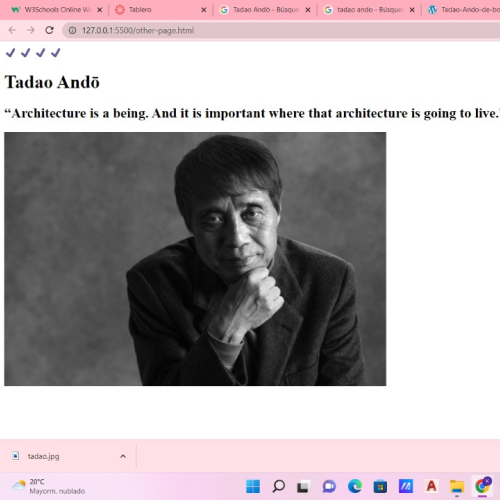 W3Schools Online We
Tablero
Tadao Andō - Búsque
tadao ando - Búsque
Tadao-Ando-de-bo
127.0.0.1:5500/other-page.html
Tadao Andō
“Architecture is a being. And it is important where that architecture is going to live.”
tadao.jpg
20°C
Mayorm. nublado